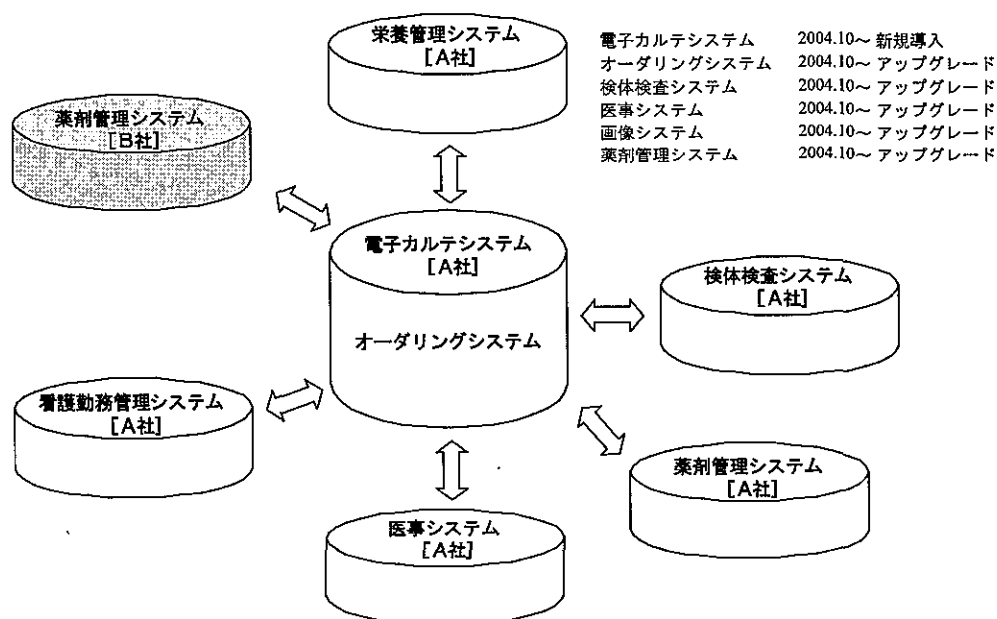 栄養管理システム
[A社]
電子カルテシステム 2004.10～ 新規導入
オーダリングシステム 2004.10～ アップグレード
検体検査システム 2004.10～ アップグレード
医事システム 2004.10～ アップグレード
画像システム 2004.10～ アップグレード
薬剤管理システム 2004.10～ アップグレード
薬剤管理システム
[B社]
電子カルテシステム
[A社]
オーダリングシステム
検体検査システム
[A社]
看護勤務管理システム
[A社]
薬剤管理システム
[A社]
医事システム
[A社]